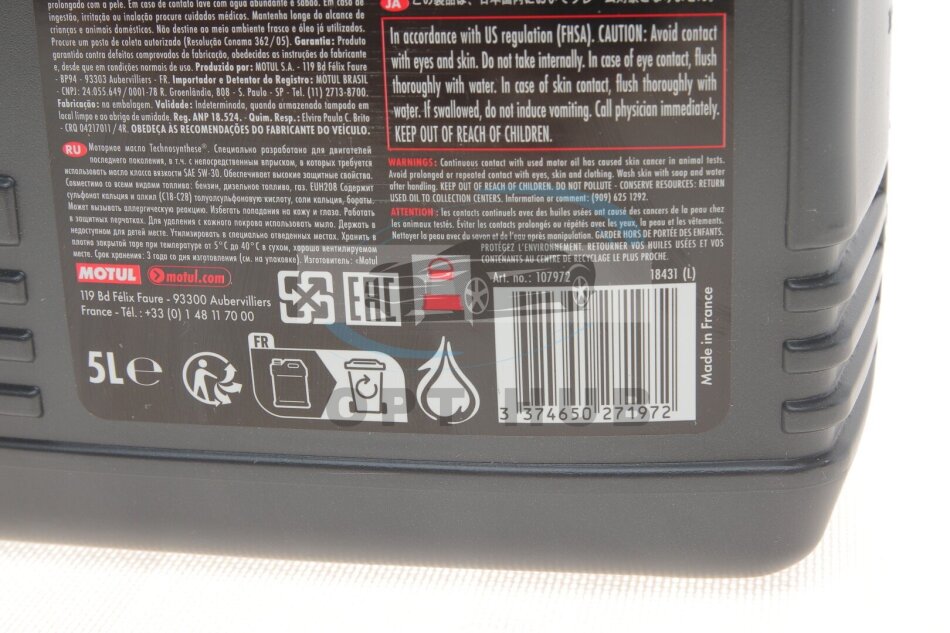 prolongado com a pele. Em caso de contato lave com água abundante e sabão. Em caso de
ingestão, irritação ou inalação procure cuidados médicos. Mantenha longe do alcance
de crianças e animais. Não destine ao meio ambiente o frasco e óleo já utilizados.
Procure um posto de coleta autorizado (Resolução Conama 362/05). Garantia: Produto
garantido contra defeitos comprovados de fabricação, obedecidas as instruções do fabricante
e, desde que em condições normais de uso. Produzido por: MOTUL S.A. - 119 Bd Félix Faure
- BP94 - 93303 Aubervilliers - FR. Importador e Detentor do Registro: MOTUL BRASIL
- CNPJ: 24.055.649/0001-78 R. Groenlândia, 808 - S. Paulo - SP - Tel. (11) 2713-8700.
Fabricação: na embalagem. Validade: Indeterminada, quando armazenado tampado em
local limpo e ao abrigo de umidade. Reg. ANP 18.524. - Quim. Resp.: Elvira Paulo C. Brito
- CRQ 04217011/4R. OBEDEÇA ÀS RECOMENDAÇÕES DO FABRICANTE DO VEÍCULO.
RU Моторное масло Technosynthese®. Специально разработано для двигателей
последнего поколения, в т.ч. с непосредственным впрыском, в которых требуется
использовать масло класса вязкости SAE 5W-30. Обеспечивает высокие защитные свойства.
Совместимо со всеми видами топлива: бензин, дизельное топливо, газ. EUH208 Содержит
сульфонат кальция и алкил (C18-C28) толуолсульфоновую кислоту, соли кальция, бораты.
Может вызывать аллергическую реакцию. Избегать попадания на кожу и глаза. Работать
в защитных перчатках. Для удаления с кожного покрова использовать мыло. Держать в
недоступном для детей месте. Утилизировать в специально отведенных местах. Хранить в
плотно закрытой таре при температуре от 5°C до 40°C в сухом, хорошо вентилируемом
месте. Срок хранения: 3 года со дня изготовления (см. на упаковке). Изготовитель: «Motul
MOTUL motul.com
119 Bd Félix Faure - 93300 Aubervilliers
France - Tél. : +33 (0) 1 48 11 70 00
5L e
FR
JA
In accordance with US regulation (FHSA). CAUTION: Avoid contact
with eyes and skin. Do not take internally. In case of eye contact, flush
thoroughly with water. In case of skin contact, flush thoroughly with
water. If swallowed, do not induce vomiting. Call physician immediately.
KEEP OUT OF REACH OF CHILDREN.
WARNINGS: Continuous contact with used motor oil has caused skin cancer in animal tests.
Avoid prolonged or repeated contact with eyes, skin and clothing. Wash skin with soap and water
after handling. KEEP OUT OF REACH OF CHILDREN. DO NOT POLLUTE - CONSERVE RESOURCES: RETURN
USED OIL TO COLLECTION CENTERS. Information or comment: (909) 625 1292.
ATTENTION : les contacts continuels avec des huiles usées ont causé des cancers de la peau chez
les animaux testés. Éviter les contacts prolongés ou répétés avec les yeux, la peau et les vêtements.
Nettoyer la peau avec du savon et de l'eau après manipulation. GARDER HORS DE PORTÉE DES ENFANTS.
PROTÉGEZ L'ENVIRONNEMENT. RETOURNER VOS HUILES USÉES ET VOS
CONTENANTS AU CENTRE DE RECYCLAGE LE PLUS PROCHE.
Art. no.: 107972 18431 (L)
EAC
3 374650 271972
Made in France
OPT HUB